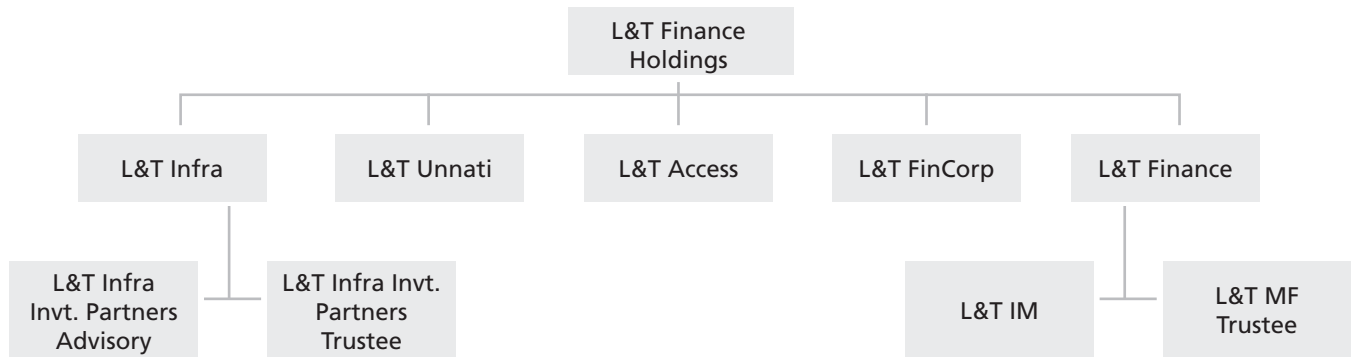 L&T Finance
Holdings
L&T Infra
L&T Unnati
L&T Access
L&T FinCorp
L&T Finance
L&T Infra
Invt. Partners
Advisory
L&T Infra Invt.
Partners
Trustee
L&T IM
L&T MF
Trustee